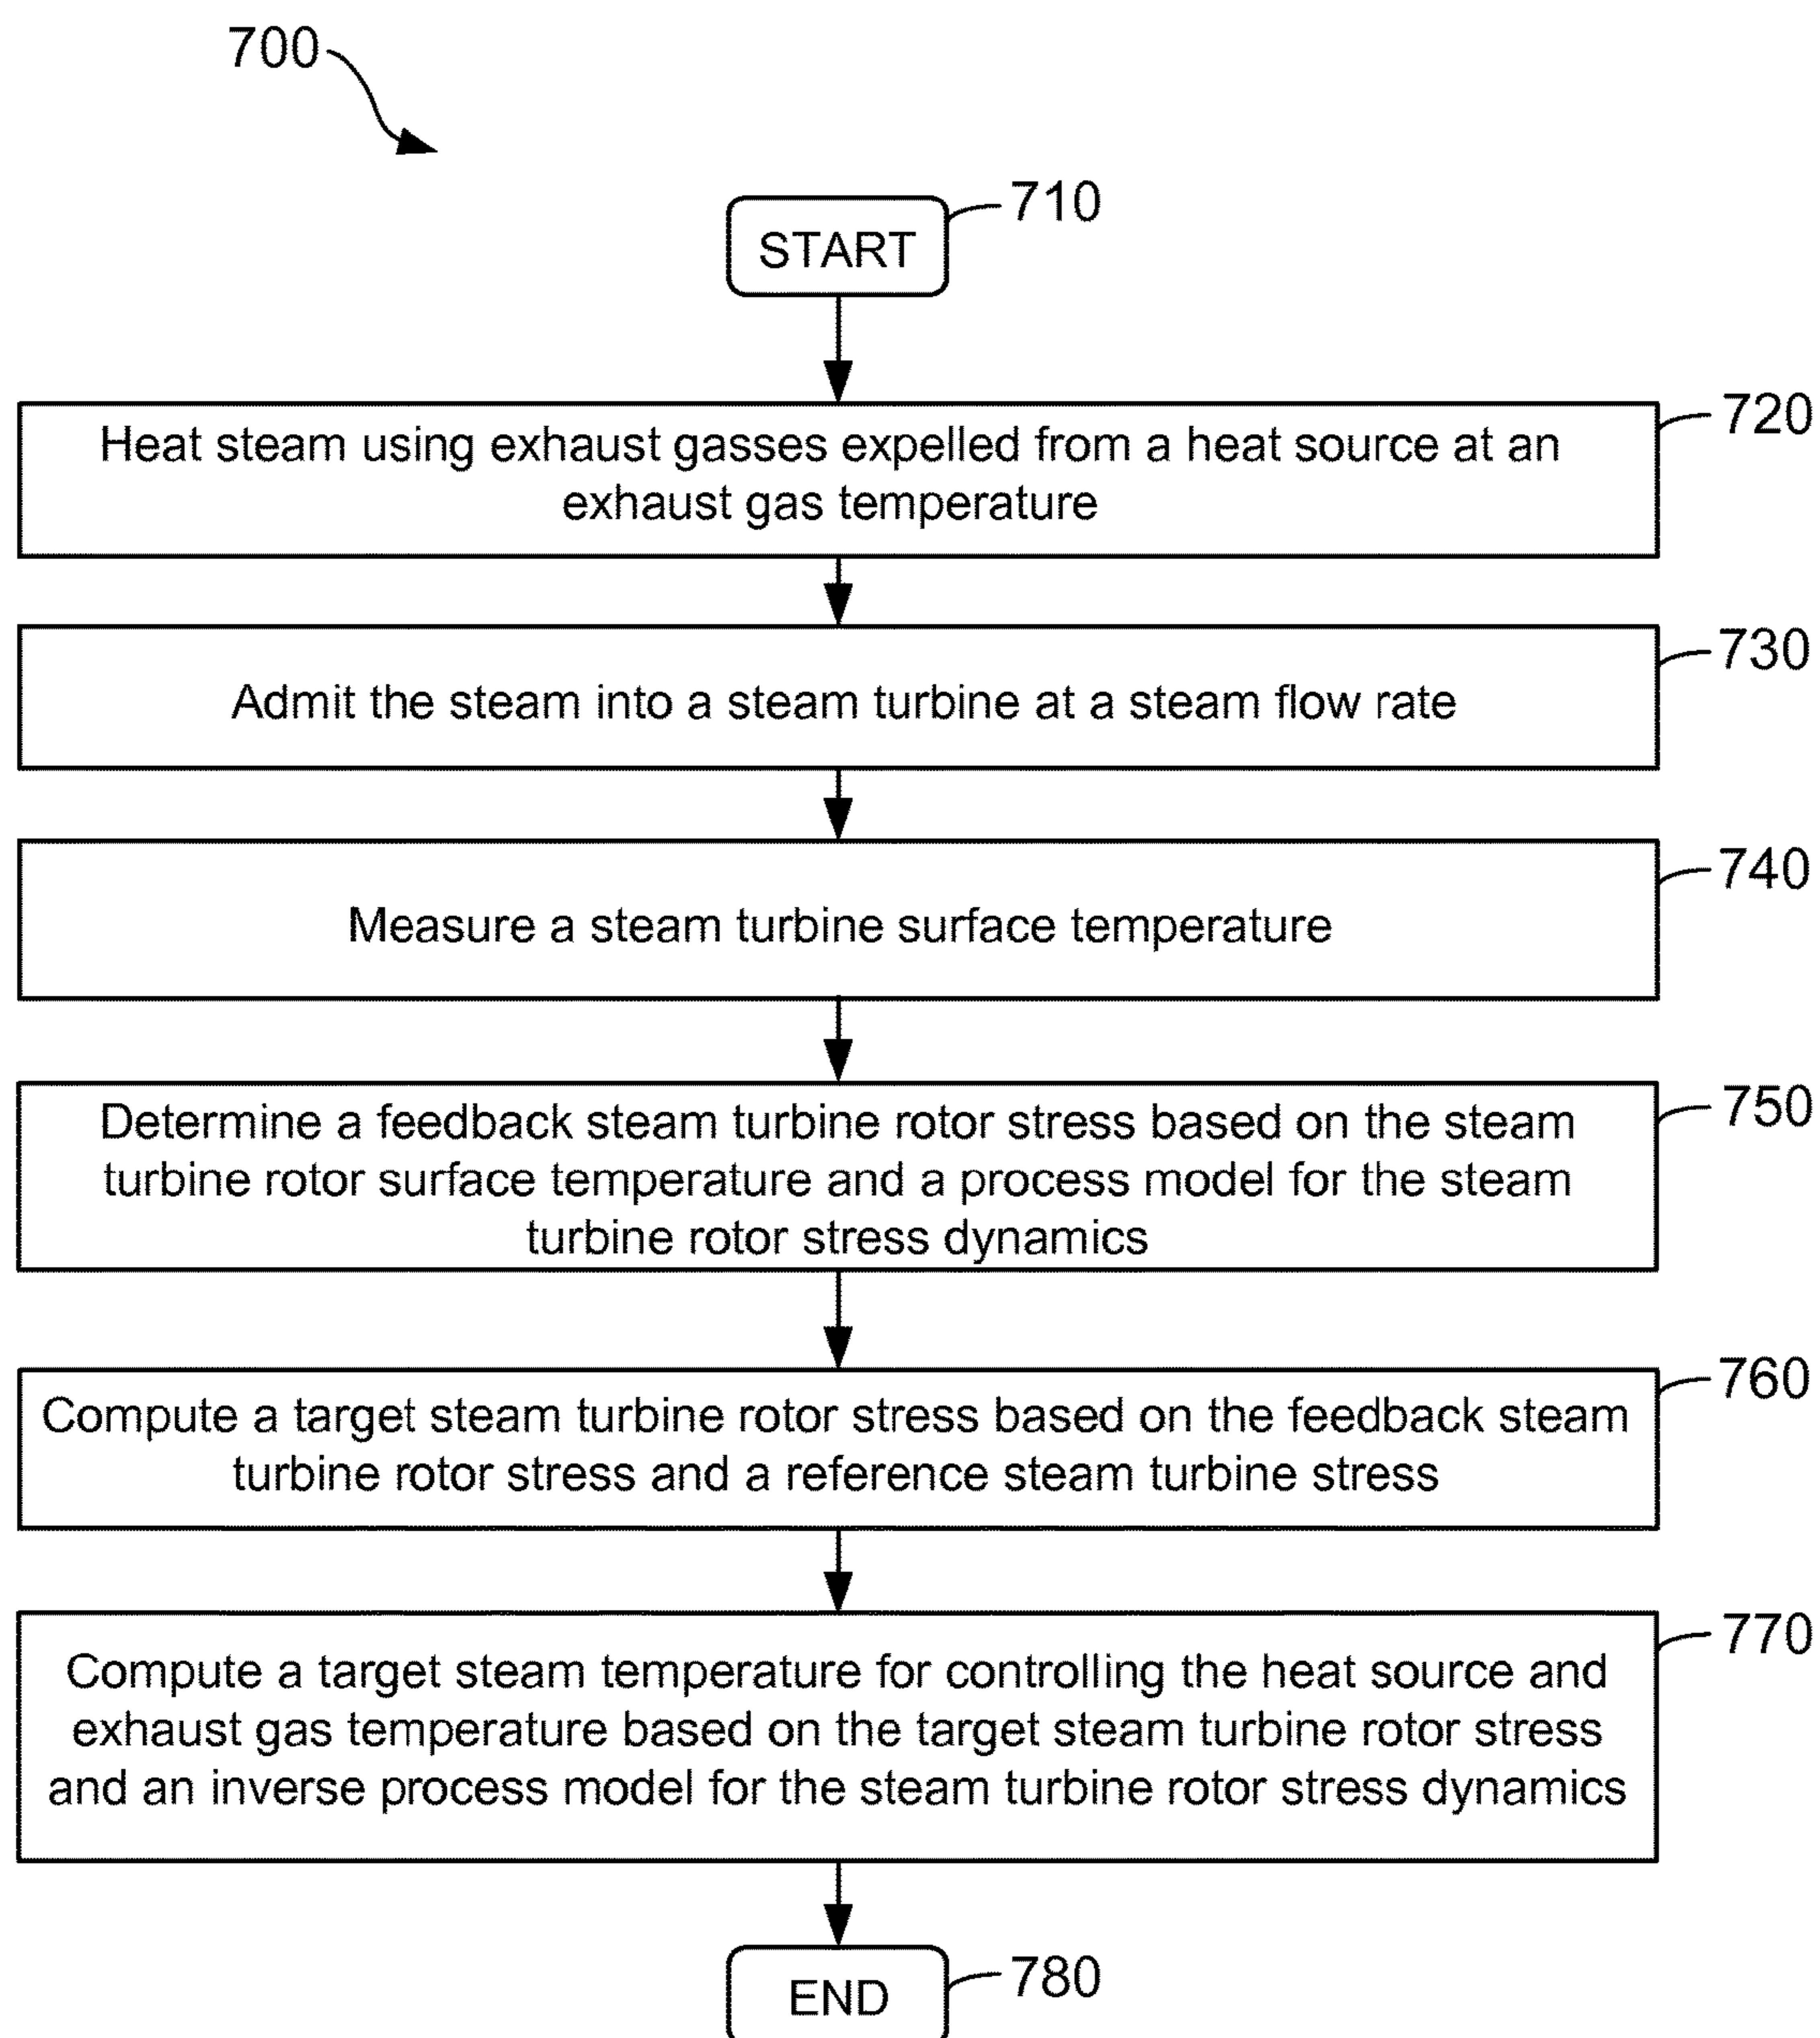 700
710
START
720
Heat steam using exhaust gasses expelled from a heat source at an
exhaust gas temperature
730
Admit the steam into a steam turbine at a steam flow rate
740
Measure a steam turbine surface temperature
750
Determine a feedback steam turbine rotor stress based on the steam
turbine rotor surface temperature and a process model for the steam
turbine rotor stress dynamics
760
Compute a target steam turbine rotor stress based on the feedback steam
turbine rotor stress and a reference steam turbine stress
770
Compute a target steam temperature for controlling the heat source and
exhaust gas temperature based on the target steam turbine rotor stress
and an inverse process model for the steam turbine rotor stress dynamics
780
END